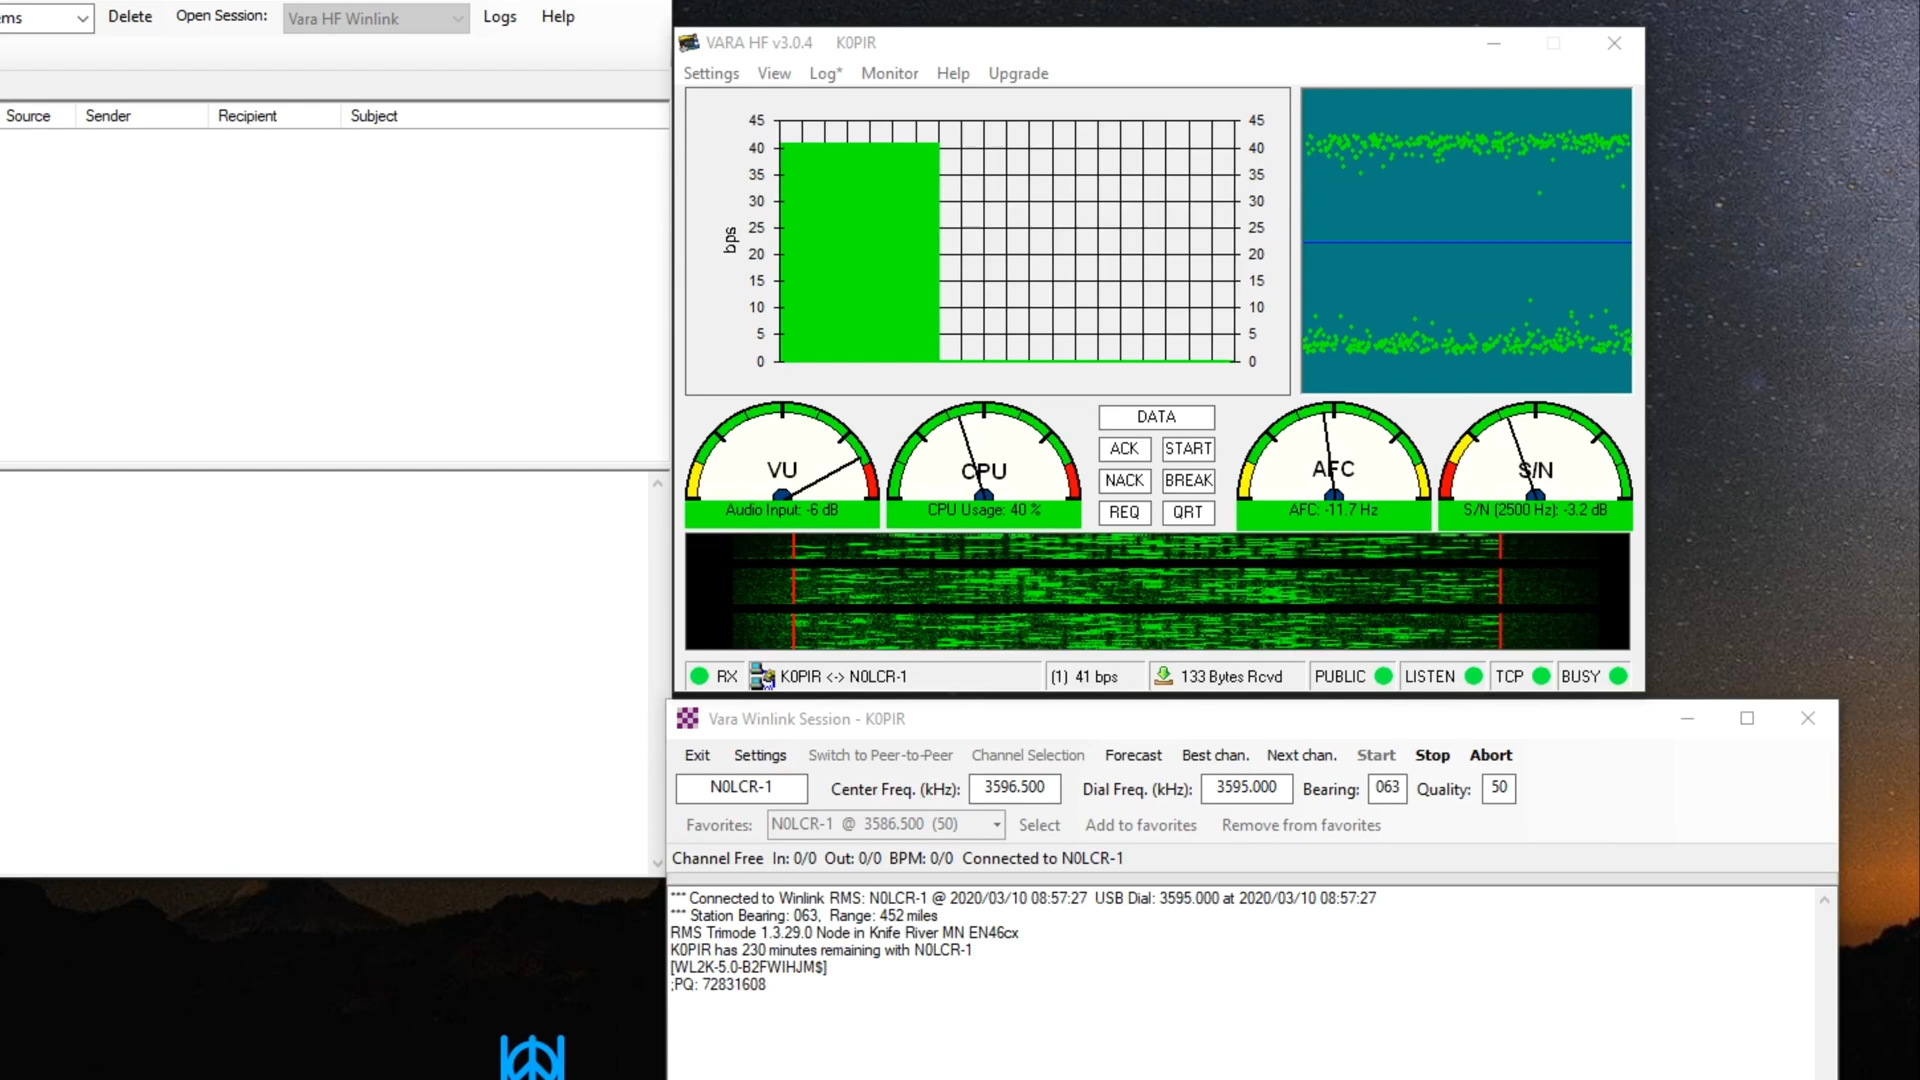 ms Delete Open Session: Vara HF Winlink Logs Help
Source Sender Recipient Subject
VARA HF v3.0.4 K0PIR
Settings View Log* Monitor Help Upgrade
45 45
40 40
35 35
30 30
25 25
bps
20 20
15 15
10 10
5 5
0 0
VU
Audio Input: -6 dB
CPU
CPU Usage: 40 %
DATA
ACK START
NACK BREAK
REQ QRT
AFC
AFC: -11.7 Hz
S/N
S/N (2500 Hz): -3.2 dB
RX K0PIR <-> N0LCR-1 (1) 41 bps 133 Bytes Rcvd PUBLIC LISTEN TCP BUSY
Vara Winlink Session - K0PIR
Exit Settings Switch to Peer-to-Peer Channel Selection Forecast Best chan. Next chan. Start Stop Abort
N0LCR-1 Center Freq. (kHz): 3596.500 Dial Freq. (kHz): 3595.000 Bearing: 063 Quality: 50
Favorites: N0LCR-1 @ 3586.500 (50) Select Add to favorites Remove from favorites
Channel Free In: 0/0 Out: 0/0 BPM: 0/0 Connected to N0LCR-1
*** Connected to Winlink RMS: N0LCR-1 @ 2020/03/10 08:57:27 USB Dial: 3595.000 at 2020/03/10 08:57:27
*** Station Bearing: 063, Range: 452 miles
RMS Trimode 1.3.29.0 Node in Knife River MN EN46cx
K0PIR has 230 minutes remaining with N0LCR-1
[WL2K-5.0-B2FWIHJM$]
;PQ: 72831608